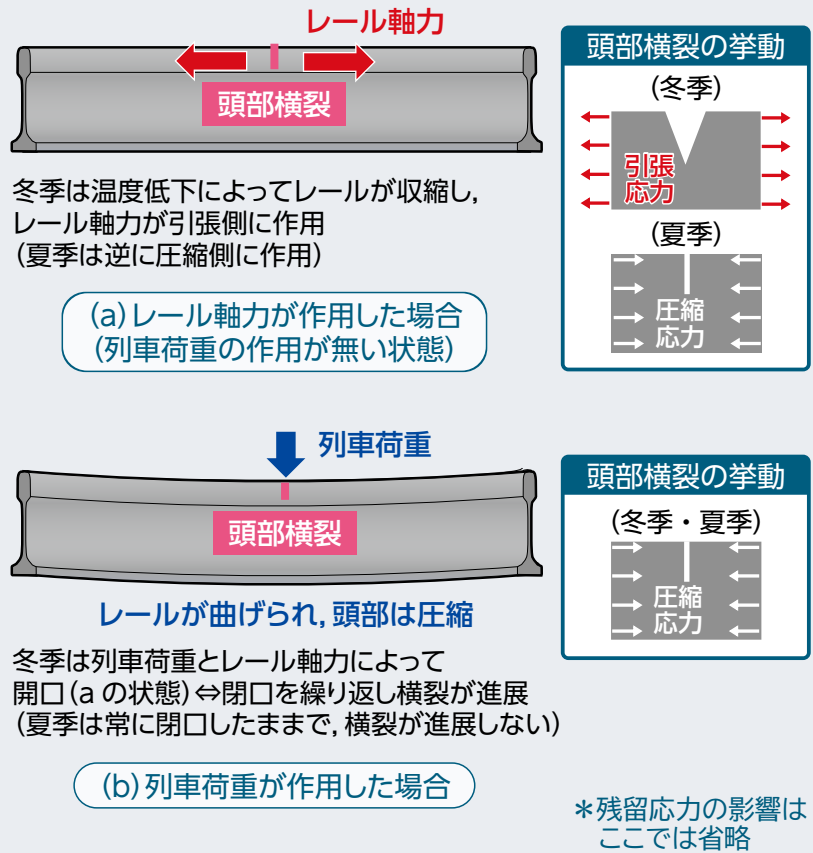 レール軸力
頭部横裂
冬季は温度低下によってレールが収縮し,
レール軸力が引張側に作用
(夏季は逆に圧縮側に作用)
(a)レール軸力が作用した場合
(列車荷重の作用が無い状態)
頭部横裂の挙動
(冬季)
引張
応力
(夏季)
圧縮
応力
列車荷重
頭部横裂
レールが曲げられ,頭部は圧縮
冬季は列車荷重とレール軸力によって
開口(a の状態)⇔閉口を繰り返し横裂が進展
(夏季は常に閉口したままで,横裂が進展しない)
(b)列車荷重が作用した場合
頭部横裂の挙動
(冬季・夏季)
圧縮
応力
＊残留応力の影響は
ここでは省略